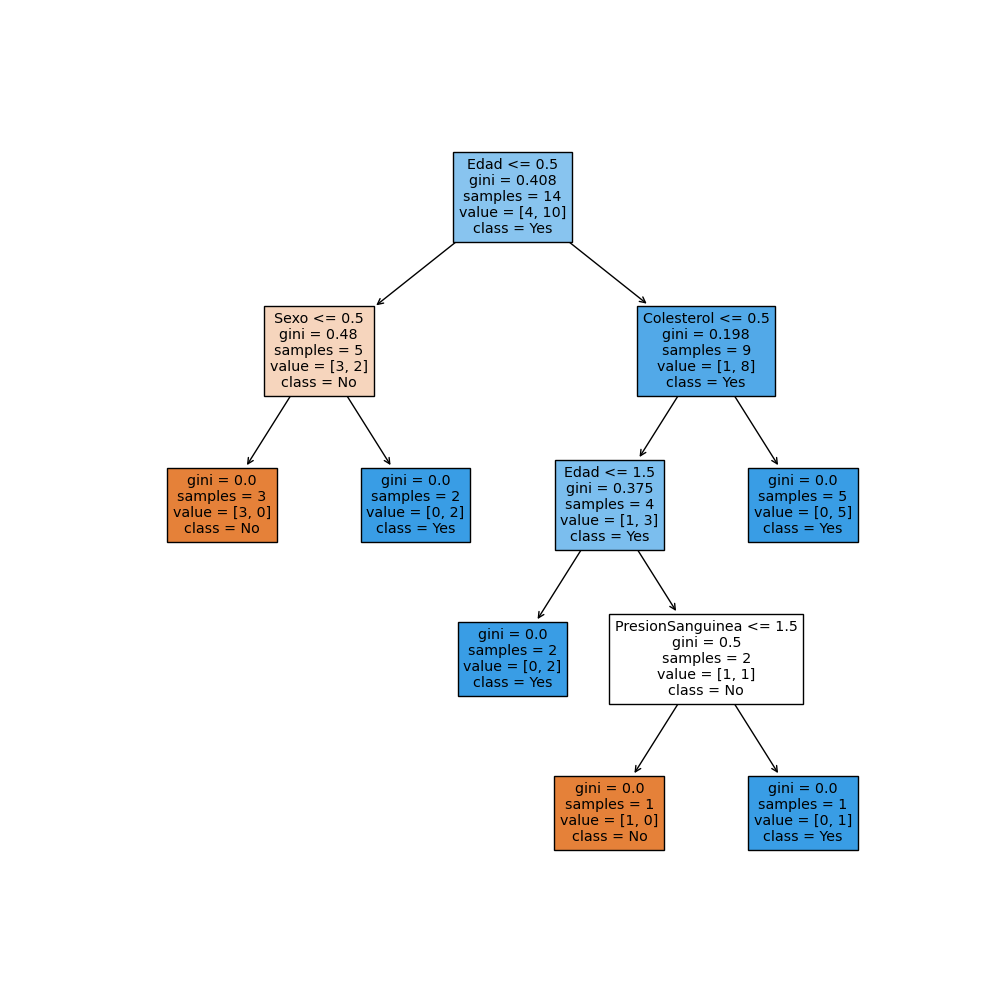 Edad <= 0.5
gini = 0.408
samples = 14
value = [4, 10]
class = Yes
Sexo <= 0.5
gini = 0.48
samples = 5
value = [3, 2]
class = No
Colesterol <= 0.5
gini = 0.198
samples = 9
value = [1, 8]
class = Yes
gini = 0.0
samples = 3
value = [3, 0]
class = No
gini = 0.0
samples = 2
value = [0, 2]
class = Yes
Edad <= 1.5
gini = 0.375
samples = 4
value = [1, 3]
class = Yes
gini = 0.0
samples = 5
value = [0, 5]
class = Yes
gini = 0.0
samples = 2
value = [0, 2]
class = Yes
PresionSanguinea <= 1.5
gini = 0.5
samples = 2
value = [1, 1]
class = No
gini = 0.0
samples = 1
value = [1, 0]
class = No
gini = 0.0
samples = 1
value = [0, 1]
class = Yes